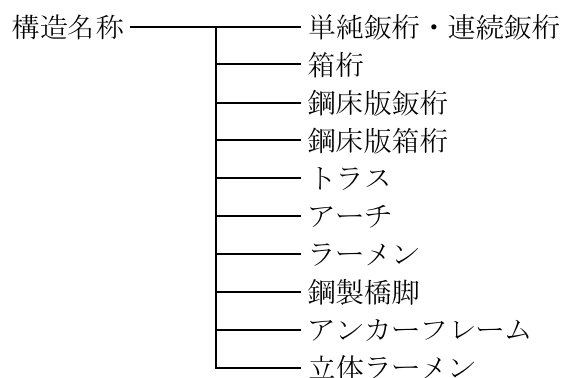 構造名称
単純鈑桁・連続鈑桁
箱桁
鋼床版鈑桁
鋼床版箱桁
トラス
アーチ
ラーメン
鋼製橋脚
アンカーフレーム
立体ラーメン